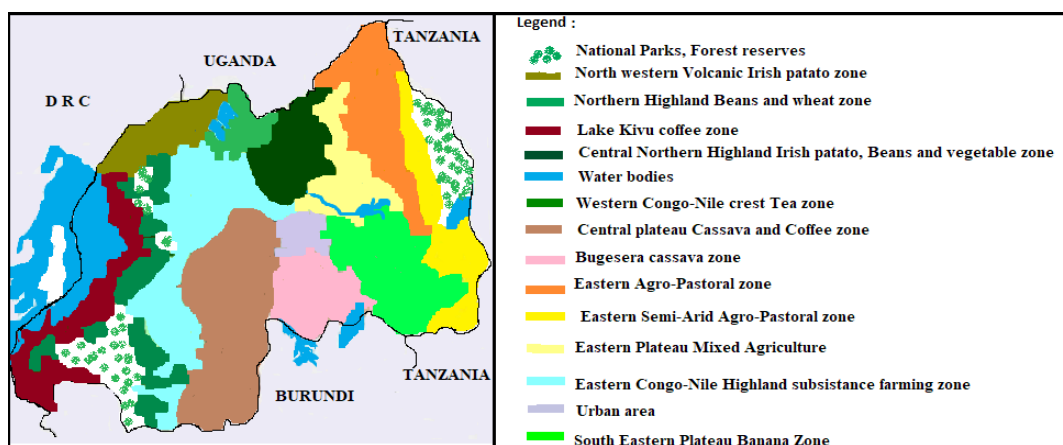 TANZANIA
UGANDA
D R C
BURUNDI
TANZANIA
Legend :
National Parks, Forest reserves
North western Volcanic Irish patato zone
Northern Highland Beans and wheat zone
Lake Kivu coffee zone
Central Northern Highland Irish patato, Beans and vegetable zone
Water bodies
Western Congo-Nile crest Tea zone
Central plateau Cassava and Coffee zone
Bugesera cassava zone
Eastern Agro-Pastoral zone
Eastern Semi-Arid Agro-Pastoral zone
Eastern Plateau Mixed Agriculture
Eastern Congo-Nile Highland subsistance farming zone
Urban area
South Eastern Plateau Banana Zone